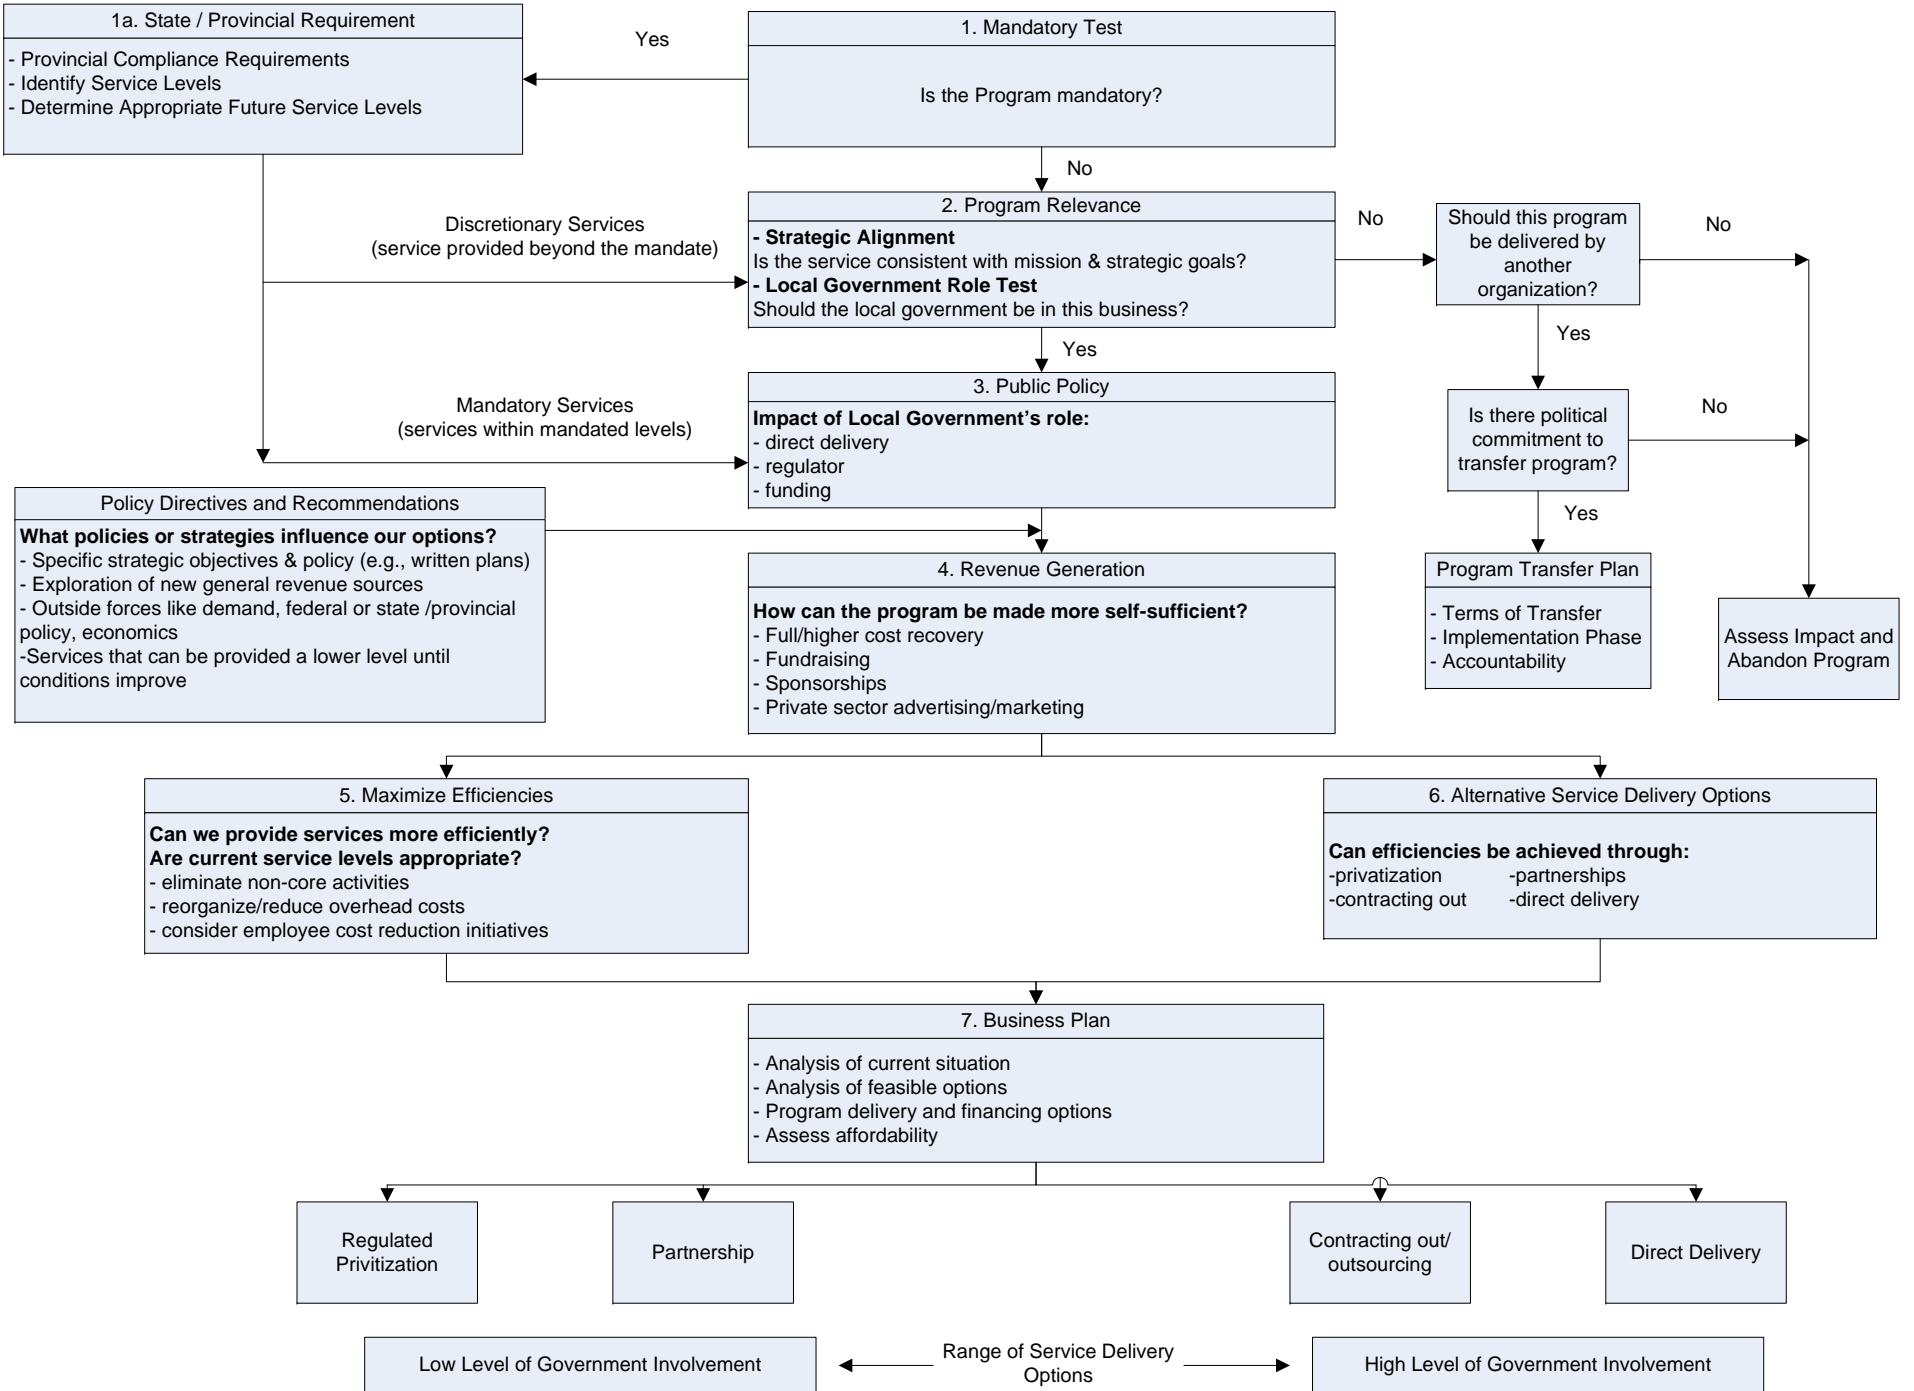 1a. State / Provincial Requirement
- Provincial Compliance Requirements
- Identify Service Levels
- Determine Appropriate Future Service Levels
Yes
1. Mandatory Test
Is the Program mandatory?
No
Discretionary Services
(service provided beyond the mandate)
2. Program Relevance
- Strategic Alignment
Is the service consistent with mission & strategic goals?
- Local Government Role Test
Should the local government be in this business?
No
Should this program
be delivered by
another
organization?
No
Yes
Yes
Mandatory Services
(services within mandated levels)
3. Public Policy
Impact of Local Government's role:
- direct delivery
- regulator
- funding
Is there political
commitment to
transfer program?
No
Yes
Policy Directives and Recommendations
What policies or strategies influence our options?
- Specific strategic objectives & policy (e.g., written plans)
- Exploration of new general revenue sources
- Outside forces like demand, federal or state /provincial
policy, economics
-Services that can be provided a lower level until
conditions improve
4. Revenue Generation
How can the program be made more self-sufficient?
- Full/higher cost recovery
- Fundraising
- Sponsorships
- Private sector advertising/marketing
Program Transfer Plan
- Terms of Transfer
- Implementation Phase
- Accountability
Assess Impact and
Abandon Program
5. Maximize Efficiencies
Can we provide services more efficiently?
Are current service levels appropriate?
- eliminate non-core activities
- reorganize/reduce overhead costs
- consider employee cost reduction initiatives
6. Alternative Service Delivery Options
Can efficiencies be achieved through:
-privatization -partnerships
-contracting out -direct delivery
7. Business Plan
- Analysis of current situation
- Analysis of feasible options
- Program delivery and financing options
- Assess affordability
Regulated
Privitization
Partnership
Contracting out/
outsourcing
Direct Delivery
Low Level of Government Involvement
Range of Service Delivery
Options
High Level of Government Involvement